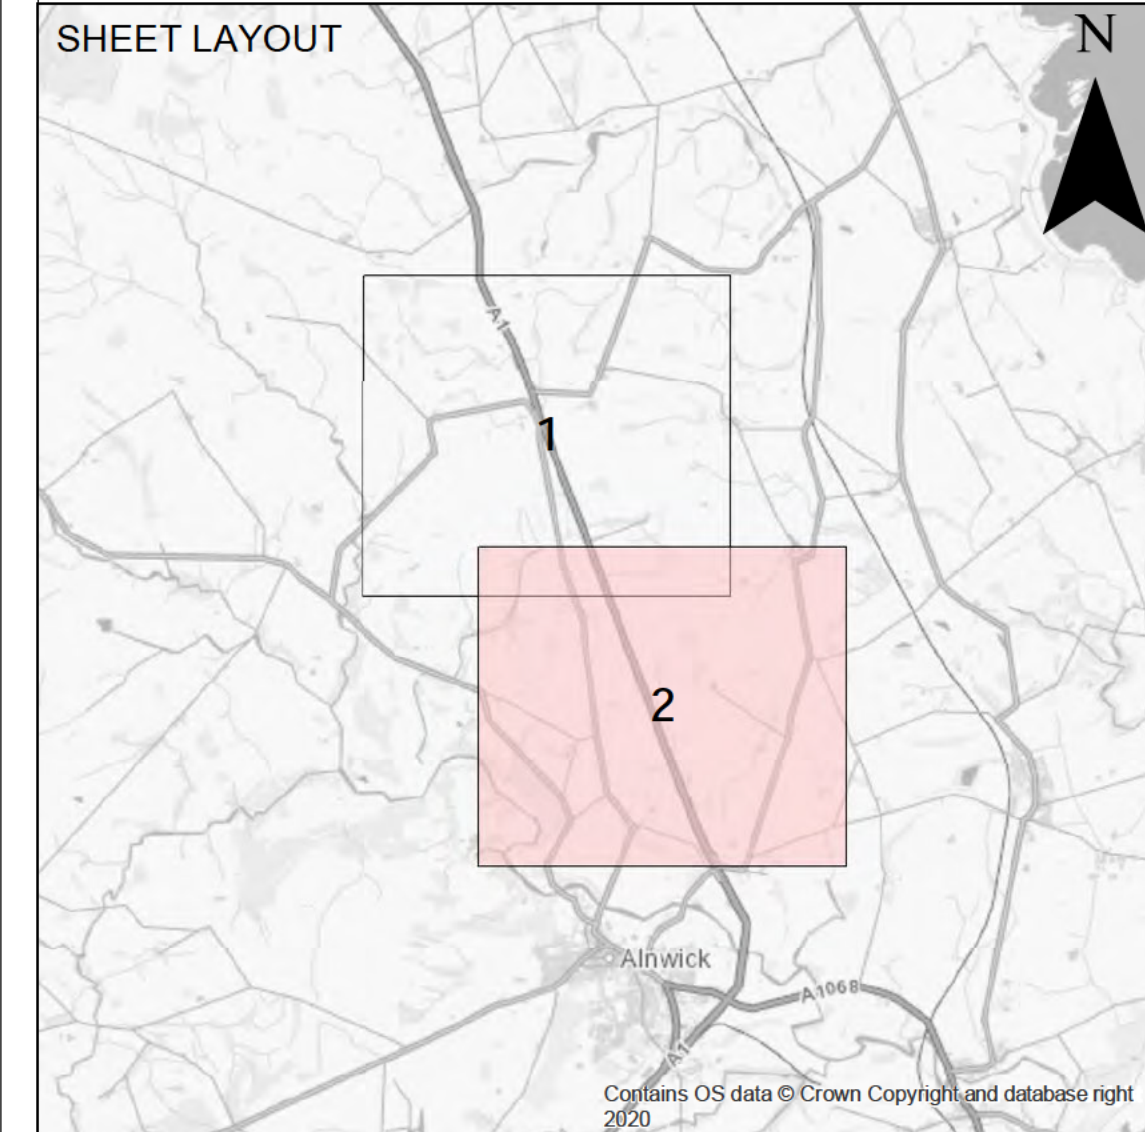 SHEET LAYOUT
N
A1
1
2
Alnwick
A1068
A1
Contains OS data © Crown Copyright and database right
2020